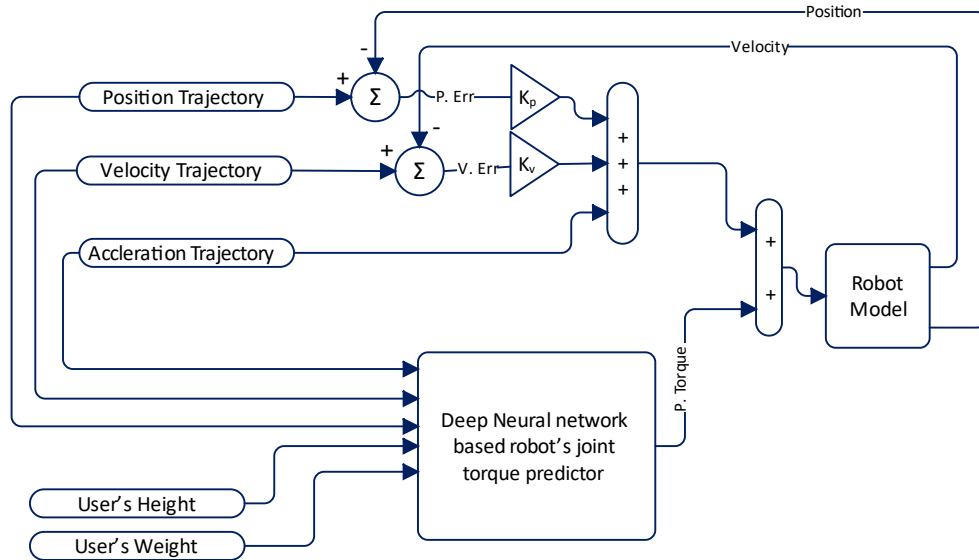 Position
Velocity
-
+
Position Trajectory
Σ
P. Err
Kp
+
-
+
Velocity Trajectory
Σ
V. Err
Kv
+
+
Accleration Trajectory
+
+
Robot
Model
P. Torque
Deep Neural network
based robot's joint
torque predictor
User's Height
User's Weight